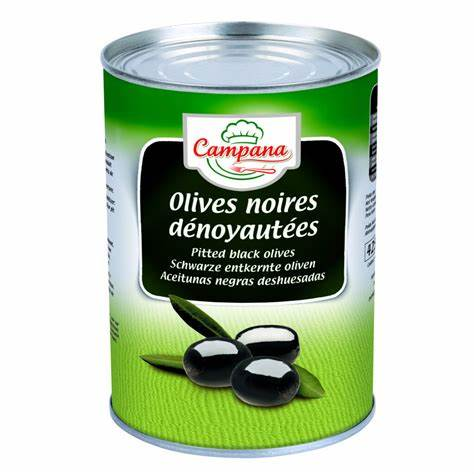 Campana
Olives noires
dénoyautées
Pitted black olives
Schwarze entkernte oliven
Aceitunas negras deshuesadas